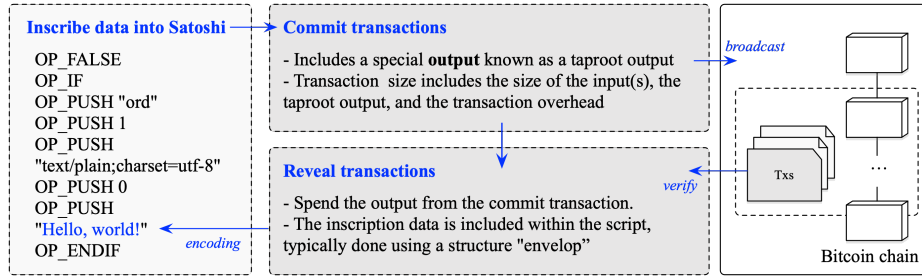 Inscribe data into Satoshi
OP_FALSE
OP_IF
OP_PUSH "ord"
OP_PUSH 1
OP_PUSH
"text/plain;charset=utf-8"
OP_PUSH 0
OP_PUSH
"Hello, world!"
OP_ENDIF
Commit transactions
- Includes a special output known as a taproot output
- Transaction size includes the size of the input(s), the
taproot output, and the transaction overhead
Reveal transactions
- Spend the output from the commit transaction.
- The inscription data is included within the script,
typically done using a structure "envelop”
encoding
broadcast
verify
Txs
...
...
Bitcoin chain